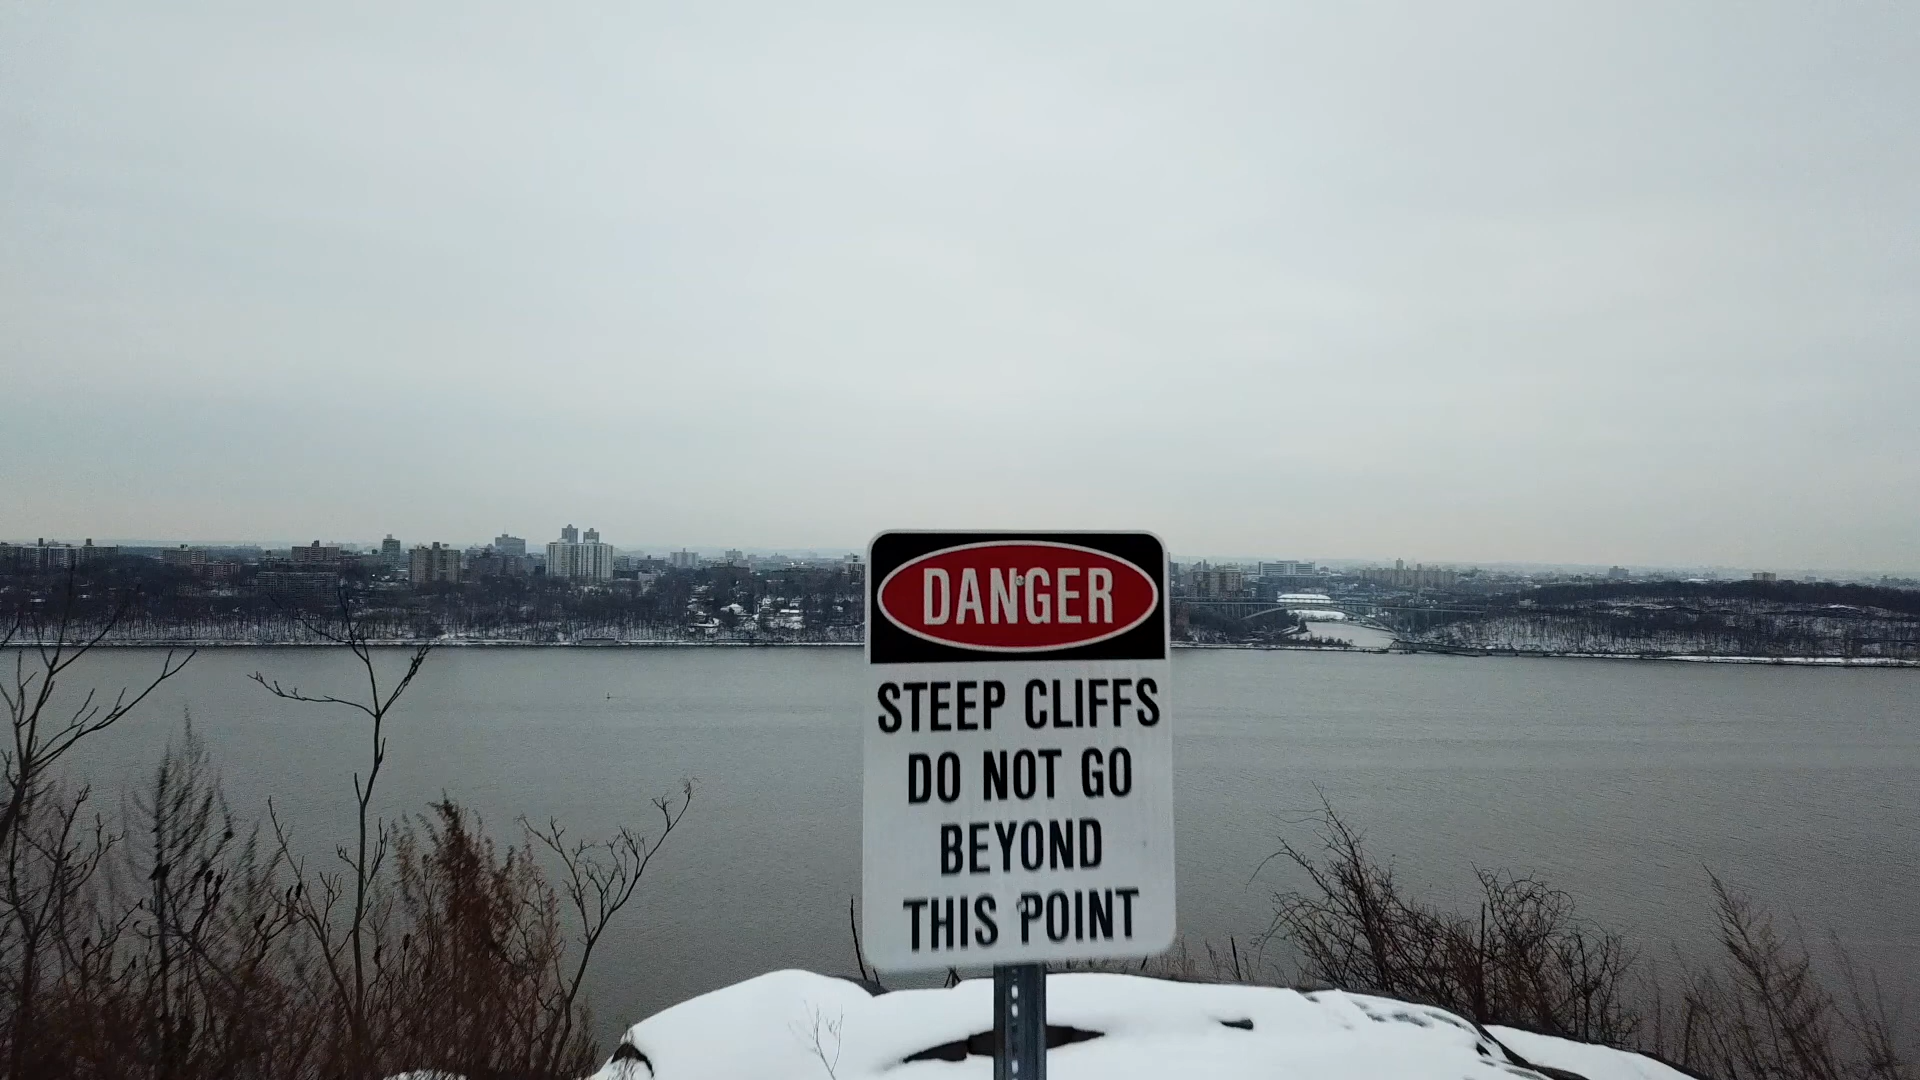 DANGER
STEEP CLIFFS
DO NOT GO
BEYOND
THIS POINT